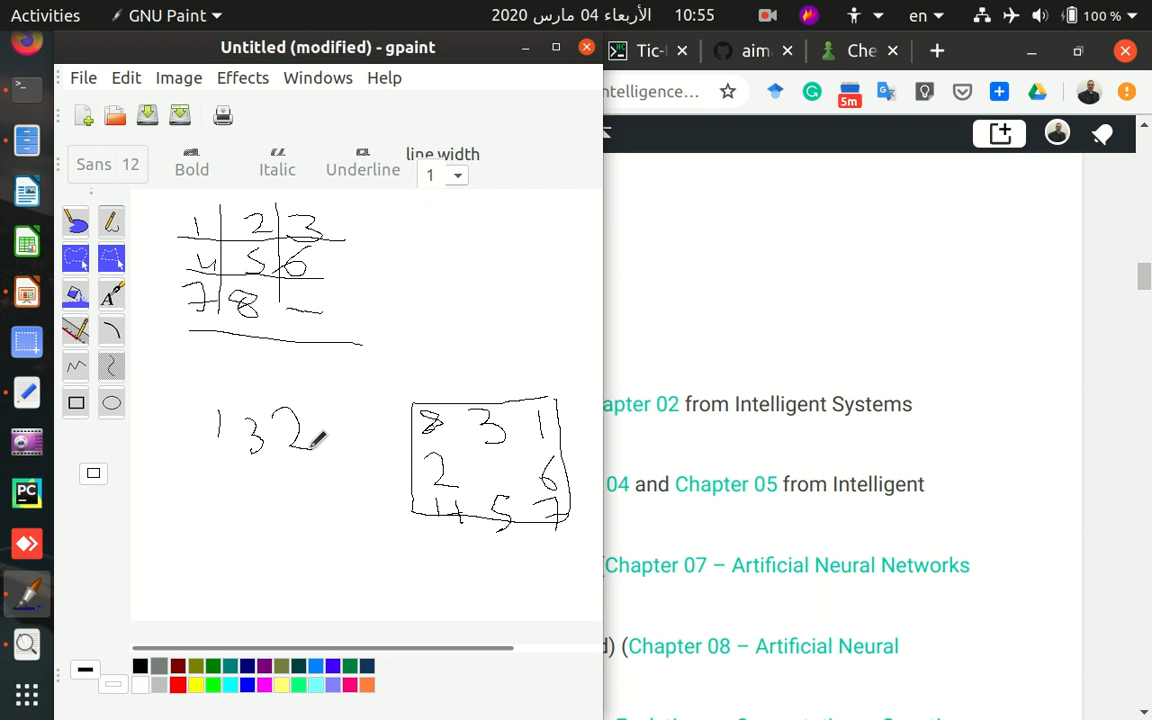 Activities GNU Paint الأربعاء 04 مارس 2020 10:55 en 100 %
Untitled (modified) - gpaint
Tic- aim Che
File Edit Image Effects Windows Help
ntelligence...
5m
Sans 12 Bold Italic Underline line width
1
1 2 3
4 5 6
7 8 _
1 3 2
8 3 1
2 6
4 5 7
apter 02 from Intelligent Systems
04 and Chapter 05 from Intelligent
(Chapter 07 – Artificial Neural Networks
d) (Chapter 08 – Artificial Neural
PC